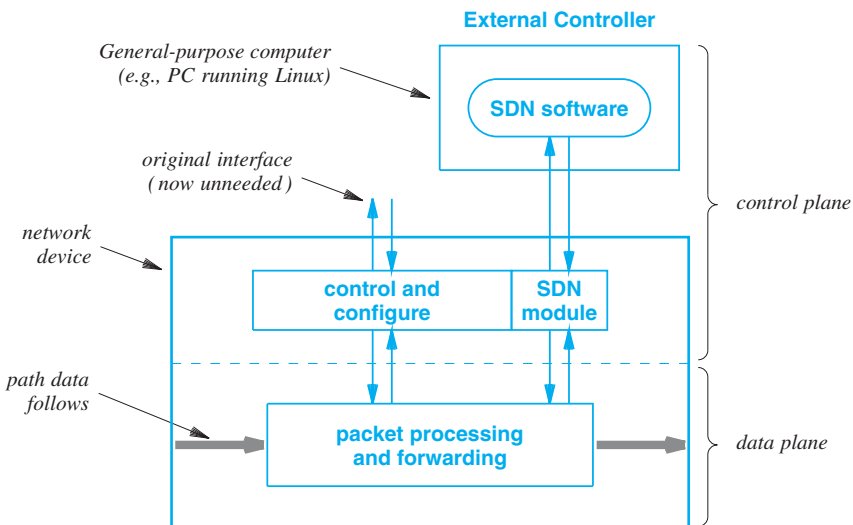 External Controller
General-purpose computer
(e.g., PC running Linux)
SDN software
original interface
(now unneeded)
control plane
network
device
control and
configure
SDN
module
path data
follows
packet processing
and forwarding
data plane